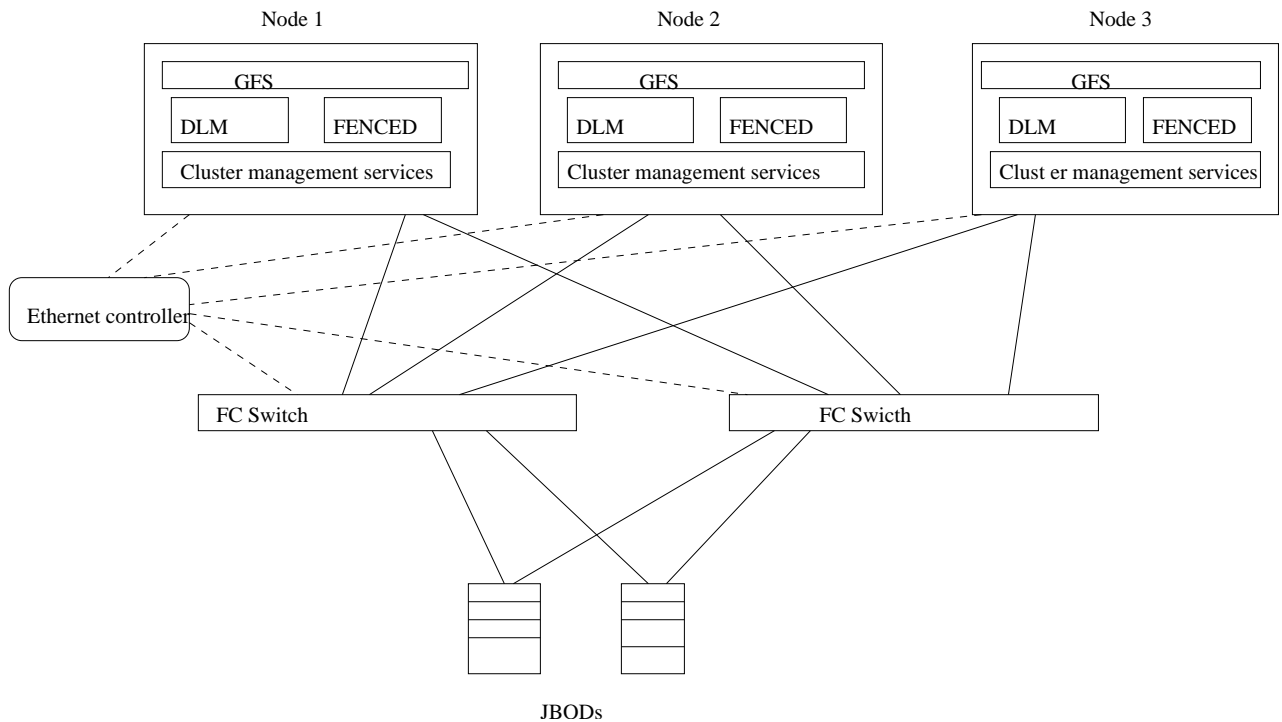 Node 1
Node 2
Node 3
GFS
DLM
FENCED
Cluster management services
GFS
DLM
FENCED
Cluster management services
GFS
DLM
FENCED
Clust er management services
Ethernet controller
FC Switch
FC Swicth
JBODs